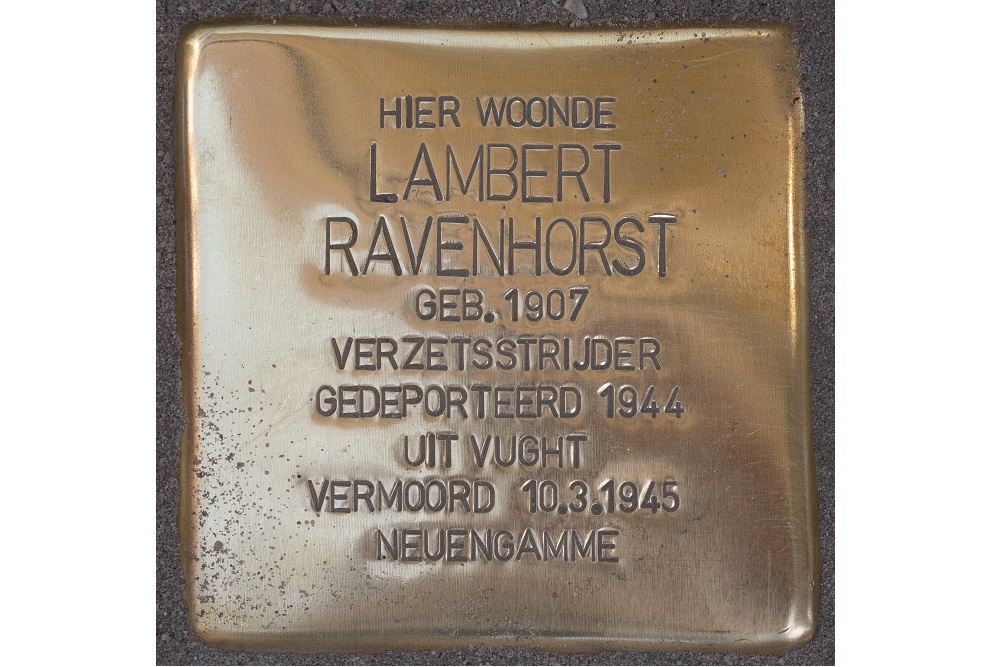 HIER WOONDE
LAMBERT
RAVENHORST
GEB. 1907
VERZETSSTRIJDER
GEDEPORTEERD 1944
UIT VUGHT
VERMOORD 10.3.1945
NEUENGAMME